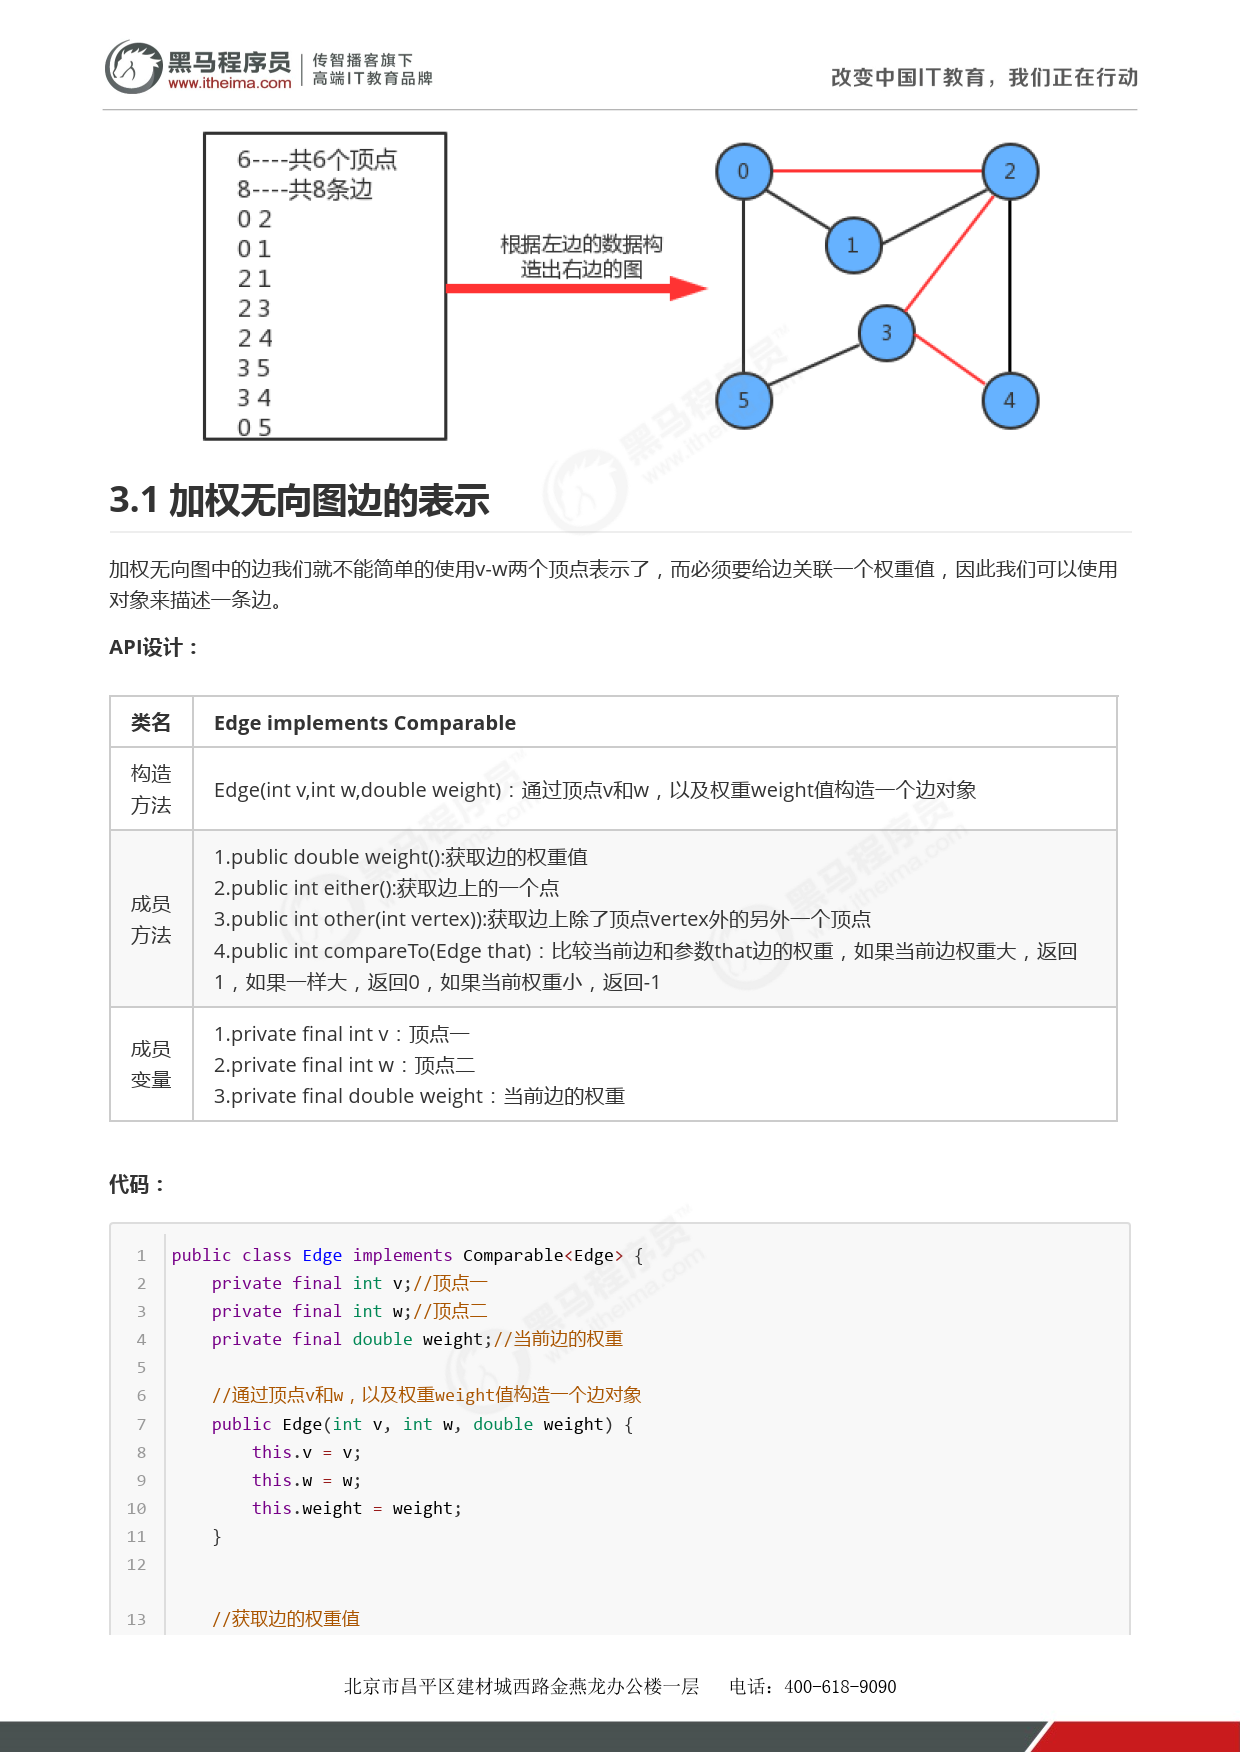 黑马程序员
www.itheima.com
传智播客旗下
高端IT教育品牌
改变中国IT教育，我们正在行动
6----共6个顶点
8----共8条边
0 2
0 1
2 1
2 3
2 4
3 5
3 4
0 5
根据左边的数据构
造出右边的图
0
2
1
3
5
4
3.1 加权无向图边的表示
加权无向图中的边我们就不能简单的使用v-w两个顶点表示了，而必须要给边关联一个权重值，因此我们可以使用
对象来描述一条边。
API设计：
类名 Edge implements Comparable
构造
方法
Edge(int v,int w,double weight)：通过顶点v和w，以及权重weight值构造一个边对象
成员
方法
1.public double weight():获取边的权重值
2.public int either():获取边上的一个点
3.public int other(int vertex)):获取边上除了顶点vertex外的另外一个顶点
4.public int compareTo(Edge that)：比较当前边和参数that边的权重，如果当前边权重大，返回
1，如果一样大，返回0，如果当前权重小，返回-1
成员
变量
1.private final int v：顶点一
2.private final int w：顶点二
3.private final double weight：当前边的权重
代码：
1 public class Edge implements Comparable<Edge> {
2 private final int v;//顶点一
3 private final int w;//顶点二
4 private final double weight;//当前边的权重
5
6 //通过顶点v和w，以及权重weight值构造一个边对象
7 public Edge(int v, int w, double weight) {
8 this.v = v;
9 this.w = w;
10 this.weight = weight;
11 }
12
13 //获取边的权重值
北京市昌平区建材城西路金燕龙办公楼一层 电话：400-618-9090